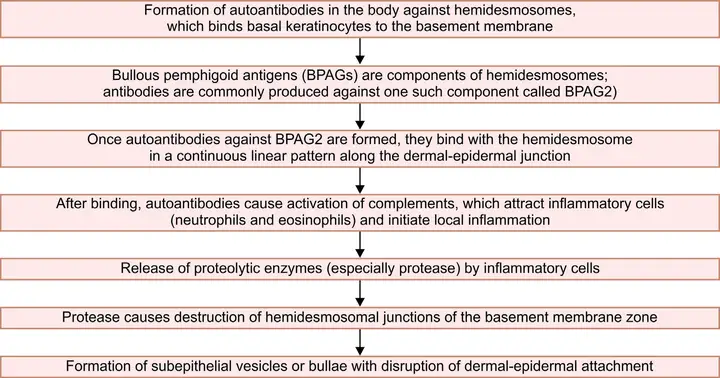 Formation of autoantibodies in the body against hemidesmosomes,
which binds basal keratinocytes to the basement membrane
Bullous pemphigoid antigens (BPAGs) are components of hemidesmosomes;
antibodies are commonly produced against one such component called BPAG2)
Once autoantibodies against BPAG2 are formed, they bind with the hemidesmosome
in a continuous linear pattern along the dermal-epidermal junction
After binding, autoantibodies cause activation of complements, which attract inflammatory cells
(neutrophils and eosinophils) and initiate local inflammation
Release of proteolytic enzymes (especially protease) by inflammatory cells
Protease causes destruction of hemidesmosomal junctions of the basement membrane zone
Formation of subepithelial vesicles or bullae with disruption of dermal-epidermal attachment